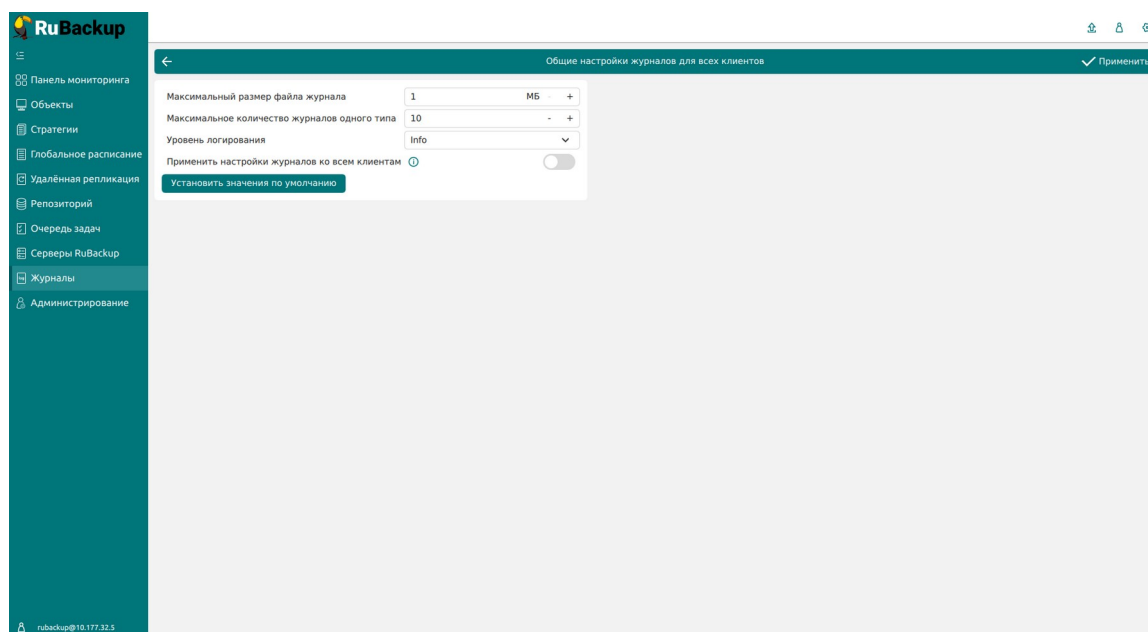 RuBackup
Общие настройки журналов для всех клиентов
Применить
Панель мониторинга
Объекты
Стратегии
Глобальное расписание
Удалённая репликация
Репозиторий
Очередь задач
Серверы RuBackup
Журналы
Администрирование
rubackup@10.177.32.5
Максимальный размер файла журнала 1 МБ - +
Максимальное количество журналов одного типа 10 - +
Уровень логирования Info
Применить настройки журналов ко всем клиентам
Установить значения по умолчанию